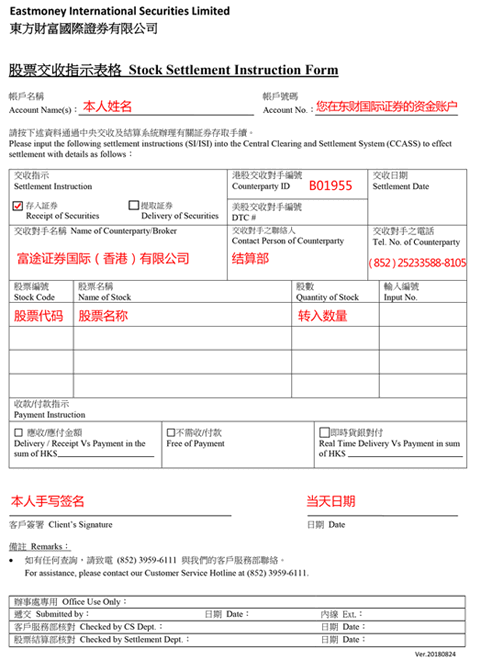 Eastmoney International Securities Limited
東方財富國際證券有限公司
股票交收指示表格 Stock Settlement Instruction Form
帳戶名稱
Account Name(s)：本人姓名
帳戶號碼
Account No.：您在东财国际证券的资金账户
請按下述資料通過中央交收及結算系統辦理有關証券存取手續。
Please input the following settlement instructions (SI/ISI) into the Central Clearing and Settlement System (CCASS) to effect
settlement with details as follows：
交收指示
Settlement Instruction
存入証券
Receipt of Securities
提取証券
Delivery of Securities
港股交收對手編號
Counterparty ID B01955
美股交收對手編號
DTC #
交收日期
Settlement Date
交收對手名稱 Name of Counterparty/Broker
富途证券国际（香港）有限公司
交收對手之聯絡人
Contact Person of Counterparty
结算部
交收對手之電話
Tel. No. of Counterparty
（852）25233588-8105
股票編號
Stock Code
股票名稱
Name of Stock
股數
Quantity of Stock
輸入編號
Input No.
股票代码
股票名称
转入数量
收款/付款指示
Payment Instruction
應收/應付金額
Delivery / Receipt Vs Payment in the
sum of HK$
不需收/付款
Free of Payment
即時貨銀對付
Real Time Delivery Vs Payment in sum
of HK$
本人手写签名
当天日期
客戶簽署 Client's Signature
日期 Date
備註 Remarks：
• 如有任何查詢，請致電 (852) 3959-6111 與我們的客戶服務部聯絡。
For assistance, please contact our Customer Service Hotline at (852) 3959-6111.
辦事處專用 Office Use Only：
遞交 Submitted by： 日期 Date： 內線 Ext.：
客戶服務部核對 Checked by CS Dept.： 日期 Date：
股票結算部核對 Checked by Settlement Dept.： 日期 Date：
Ver.20180824